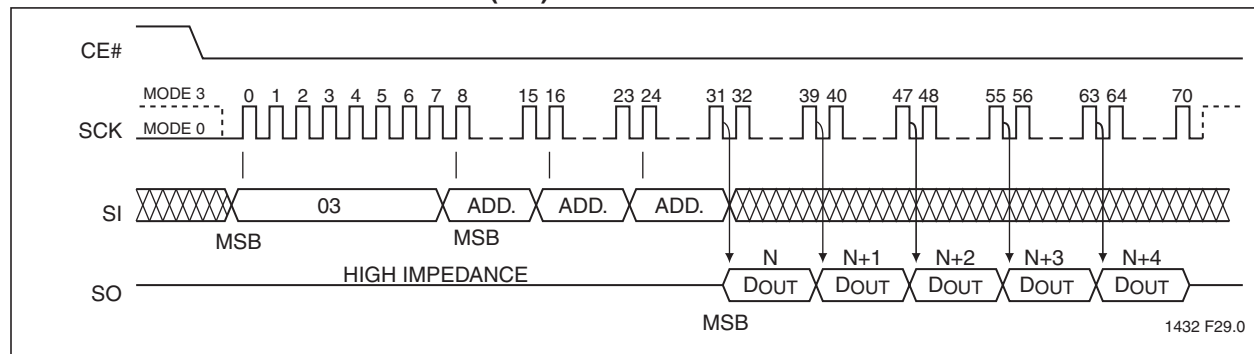 CE#
MODE 3
0 1 2 3 4 5 6 7 8 15 16 23 24 31 32 39 40 47 48 55 56 63 64 70
SCK
MODE 0
SI
03 ADD. ADD. ADD.
MSB MSB
N N+1 N+2 N+3 N+4
HIGH IMPEDANCE
SO
DOUT DOUT DOUT DOUT DOUT
MSB
1432 F29.0